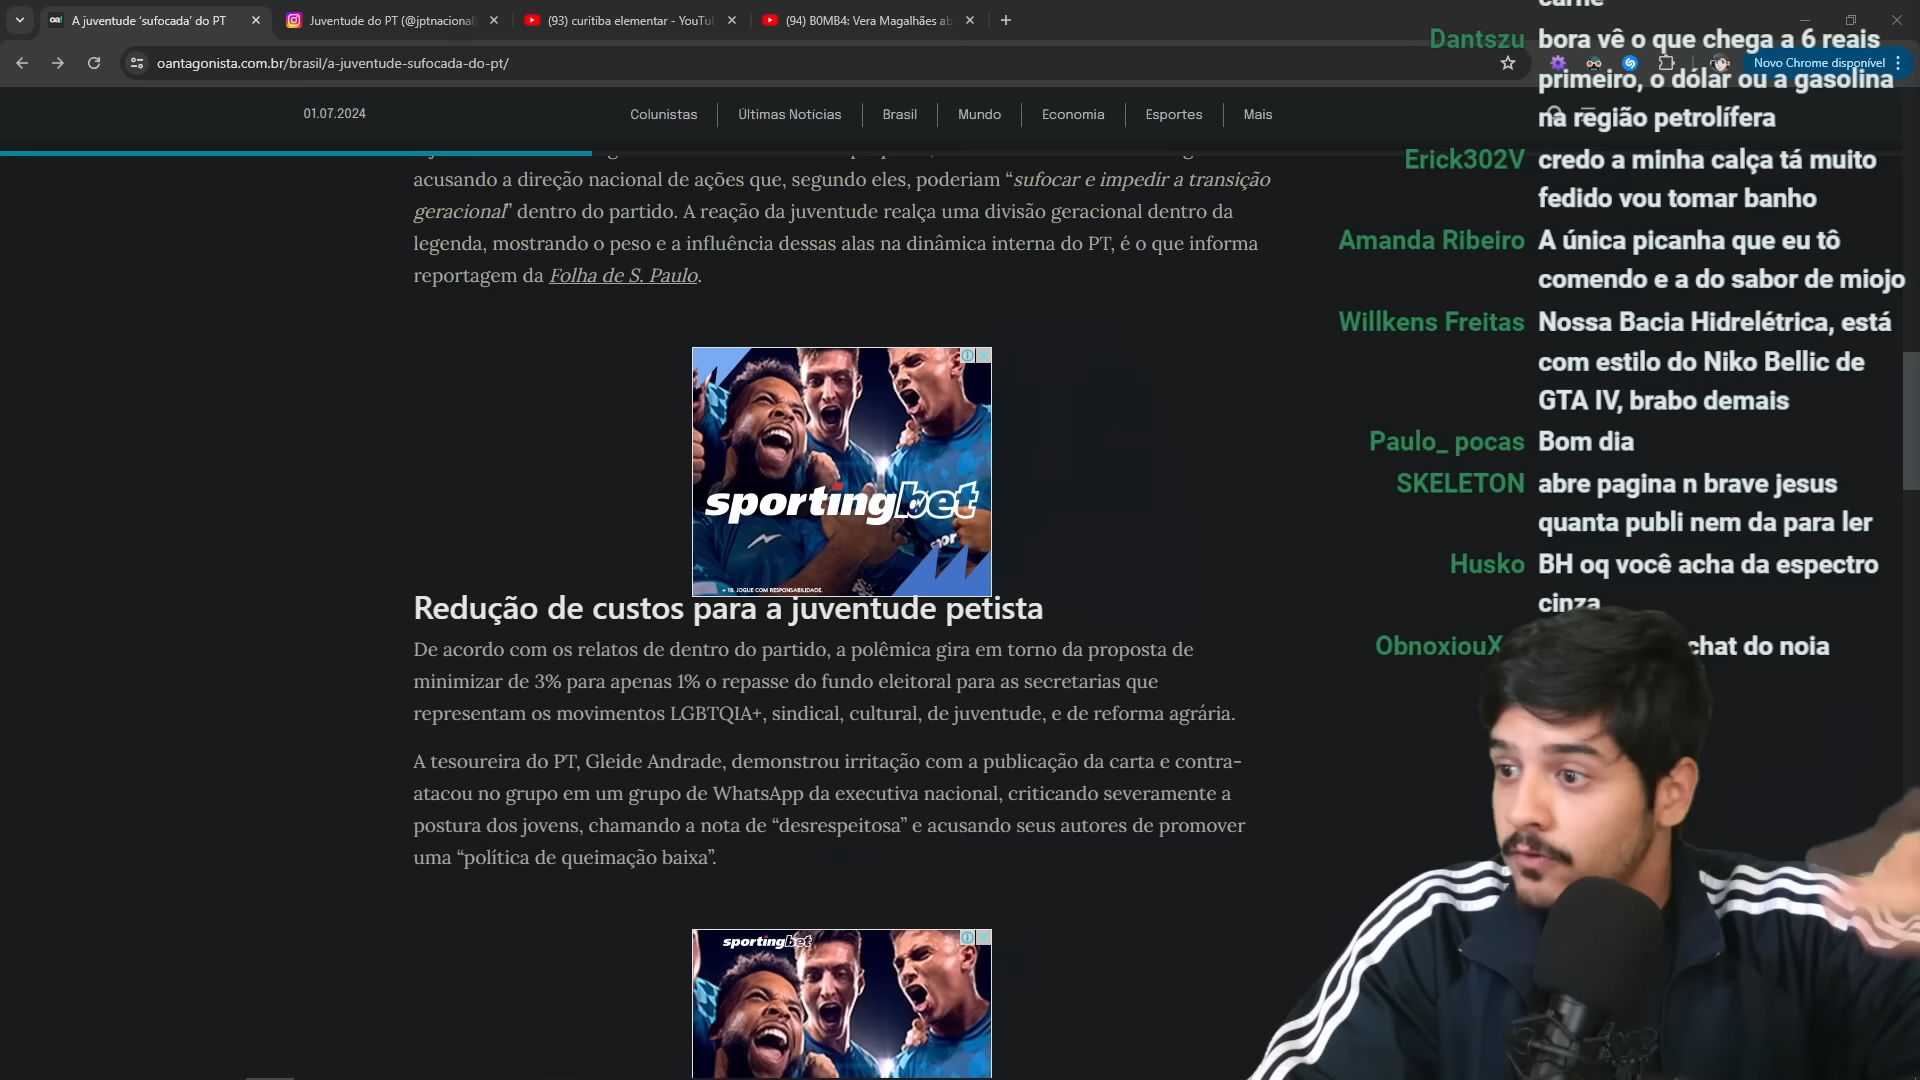 A juventude ‘sufocada’ do PT
Juventude do PT (@jptnacional
(93) curitiba elementar - YouTu
(94) B0MB4: Vera Magalhães ab
oantagonista.com.br/brasil/a-juventude-sufocada-do-pt/
Novo Chrome disponível
01.07.2024
Colunistas
Últimas Notícias
Brasil
Mundo
Economia
Esportes
Mais
acusando a direção nacional de ações que, segundo eles, poderiam “sufocar e impedir a transição
geracional” dentro do partido. A reação da juventude realça uma divisão geracional dentro da
legenda, mostrando o peso e a influência dessas alas na dinâmica interna do PT, é o que informa
reportagem da Folha de S. Paulo.
sportingbet
+ 18. JOGUE COM RESPONSABILIDADE.
Redução de custos para a juventude petista
De acordo com os relatos de dentro do partido, a polêmica gira em torno da proposta de
minimizar de 3% para apenas 1% o repasse do fundo eleitoral para as secretarias que
representam os movimentos LGBTQIA+, sindical, cultural, de juventude, e de reforma agrária.
A tesoureira do PT, Gleide Andrade, demonstrou irritação com a publicação da carta e contra-
atacou no grupo em um grupo de WhatsApp da executiva nacional, criticando severamente a
postura dos jovens, chamando a nota de “desrespeitosa” e acusando seus autores de promover
uma “política de queimação baixa”.
sportingbet
carne
Dantszu bora vê o que chega a 6 reais
primeiro, o dólar ou a gasolina
na região petrolífera
Erick302V credo a minha calça tá muito
fedido vou tomar banho
Amanda Ribeiro A única picanha que eu tô
comendo e a do sabor de miojo
Willkens Freitas Nossa Bacia Hidrelétrica, está
com estilo do Niko Bellic de
GTA IV, brabo demais
Paulo_ pocas Bom dia
SKELETON abre pagina n brave jesus
quanta publi nem da para ler
Husko BH oq você acha da espectro
cinza
ObnoxiouX chat do noia